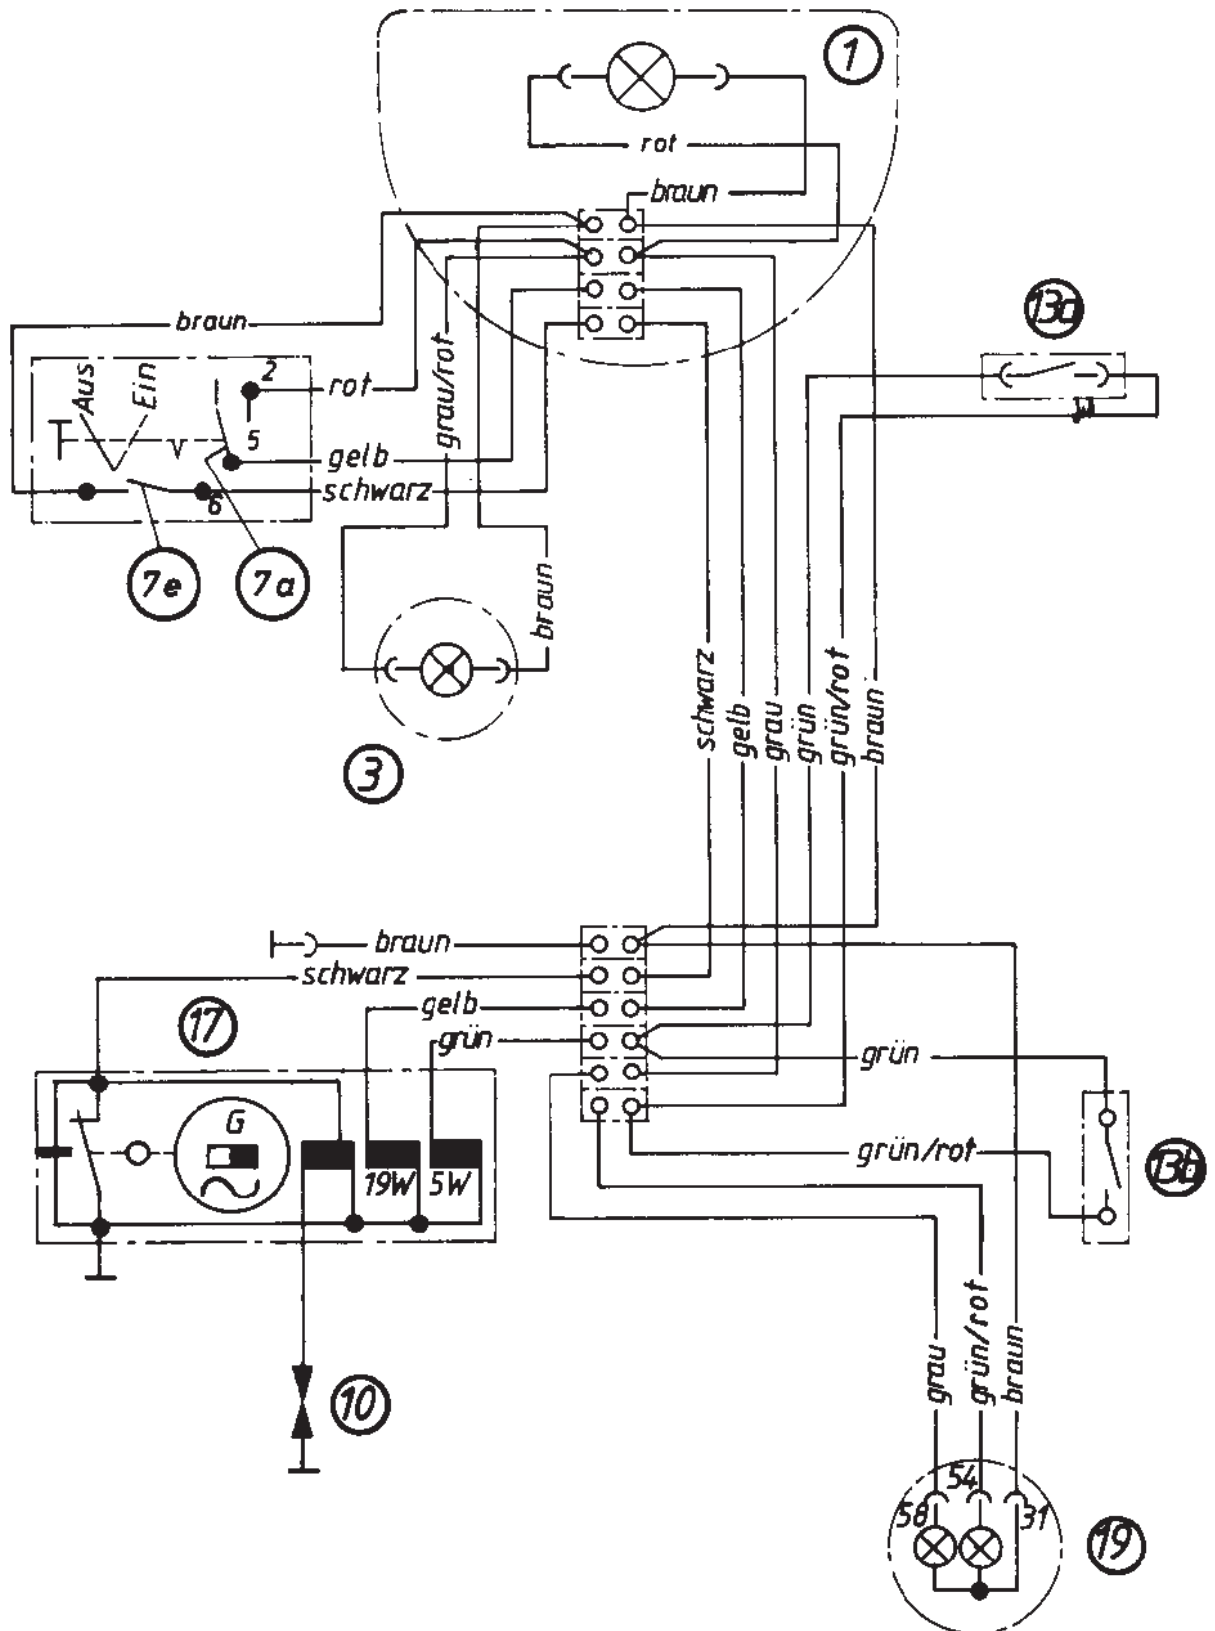 1
rot
braun
braun
13a
Aus
Ein
2
rot
5
gelb
schwarz
6
grau/rot
7e
7a
braun
3
schwarz
gelb
grau
grün
grün/rot
braun
braun
schwarz
gelb
grün
17
G
19W
5W
grün
grün/rot
13b
10
grau
grün/rot
braun
54
58
31
19